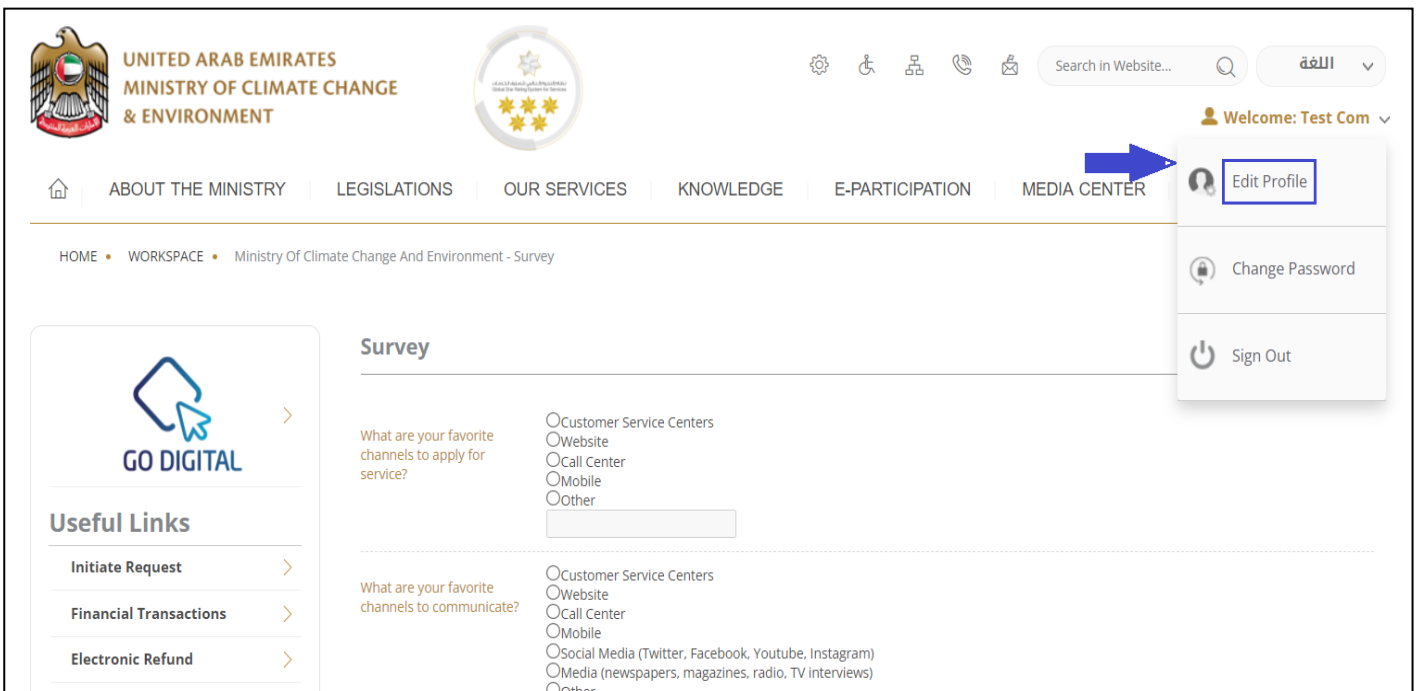 UNITED ARAB EMIRATES
MINISTRY OF CLIMATE CHANGE
& ENVIRONMENT
Search in Website...
اللغة
Welcome: Test Com
ABOUT THE MINISTRY
LEGISLATIONS
OUR SERVICES
KNOWLEDGE
E-PARTICIPATION
MEDIA CENTER
Edit Profile
Change Password
Sign Out
HOME • WORKSPACE • Ministry Of Climate Change And Environment - Survey
GO DIGITAL
Useful Links
Initiate Request
Financial Transactions
Electronic Refund
Survey
What are your favorite
channels to apply for
service?
Customer Service Centers
Website
Call Center
Mobile
Other
What are your favorite
channels to communicate?
Customer Service Centers
Website
Call Center
Mobile
Social Media (Twitter, Facebook, Youtube, Instagram)
Media (newspapers, magazines, radio, TV interviews)
Other